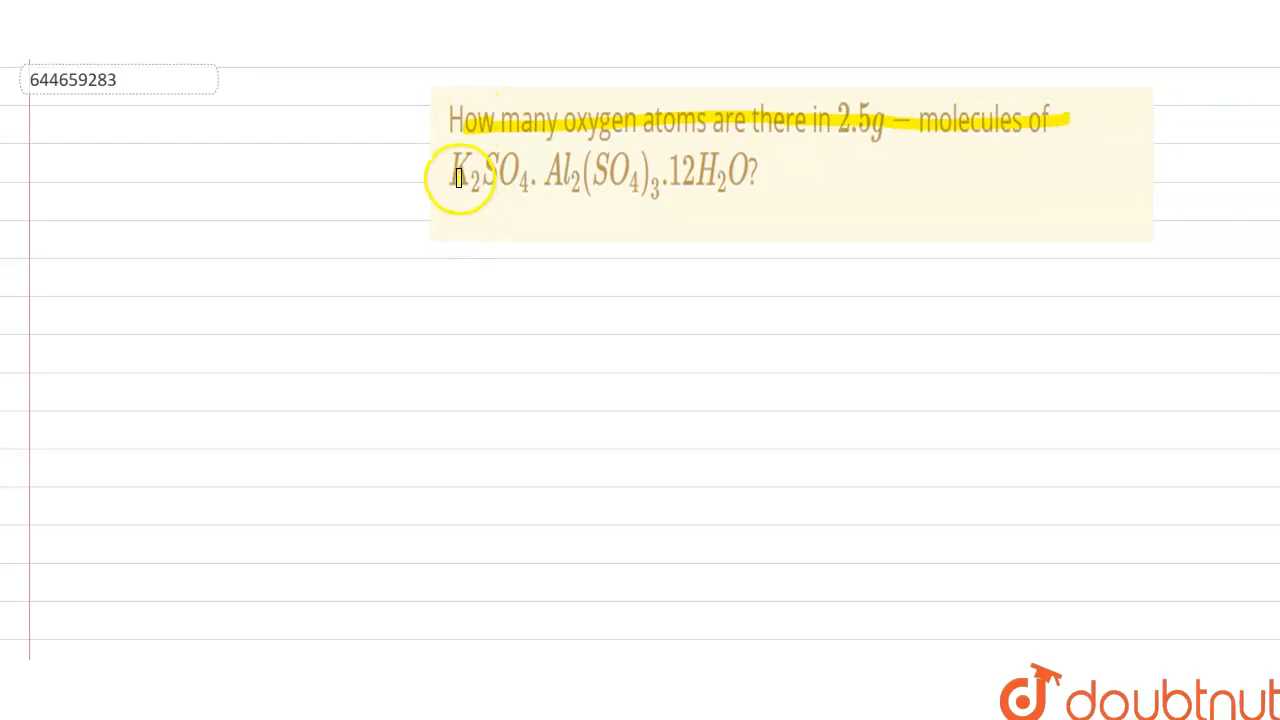 644659283
How many oxygen atoms are there in 2.5g − molecules of
K₂SO₄. Al₂(SO₄)₃.12H₂O?
doubtnut